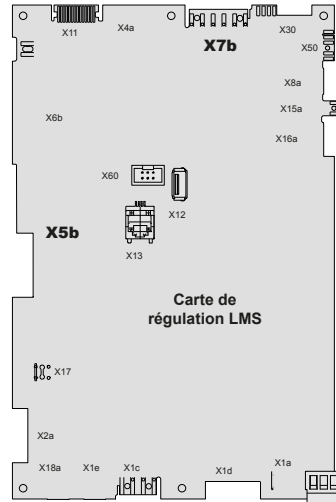 X11
X4a
X7b
X30
X50
X8a
X15a
X16a
X6b
X60
X12
X5b
X13
Carte de
régulation LMS
X17
X2a
X18a
X1e
X1c
X1d
X1a